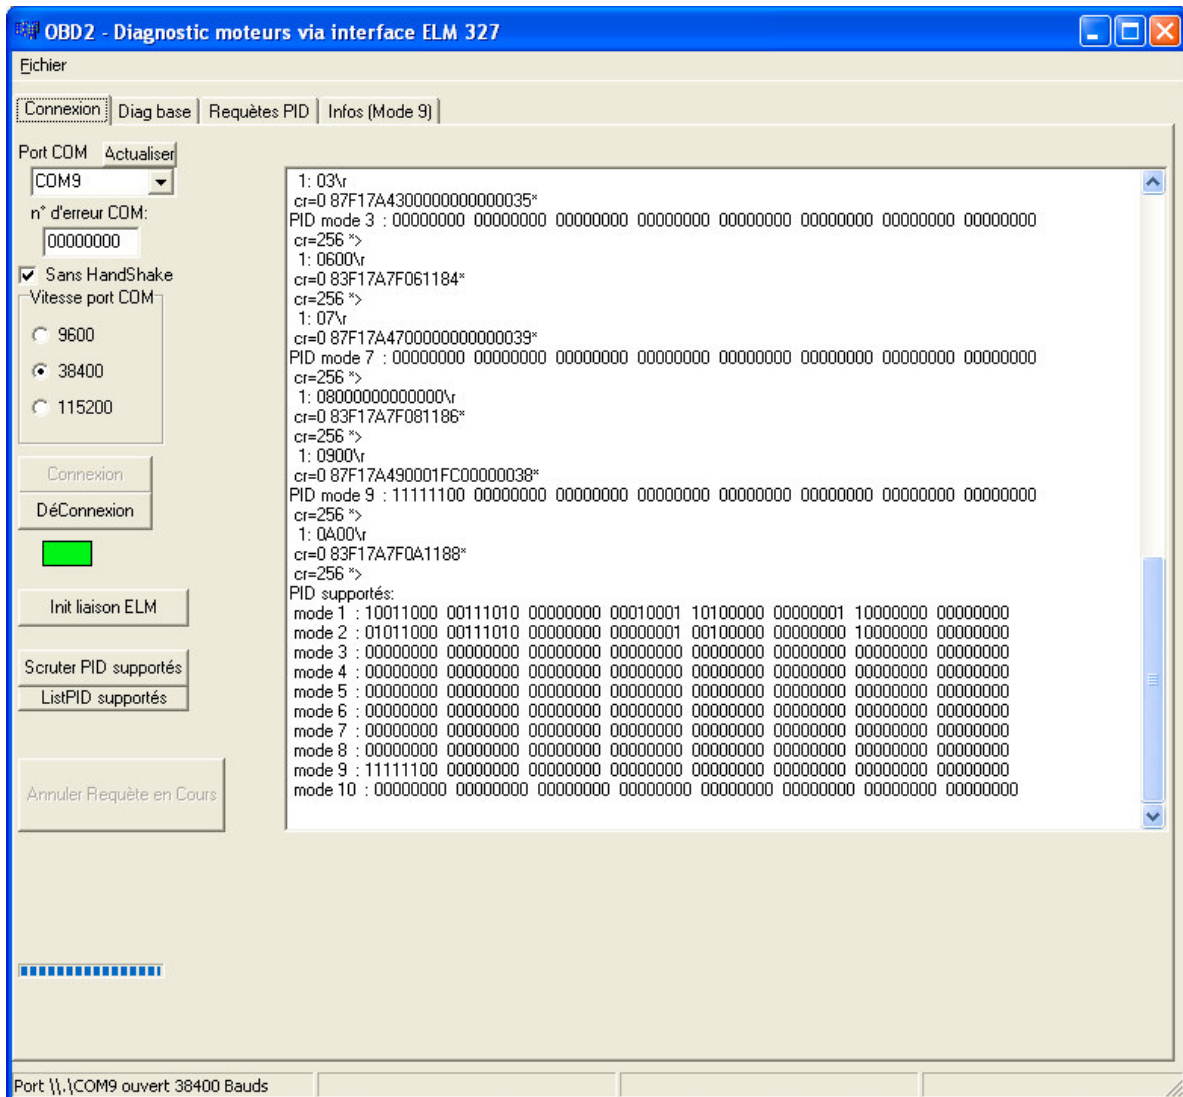 OBD2 - Diagnostic moteurs via interface ELM 327
Fichier
Connexion Diag base Requètes PID Infos (Mode 9)
Port COM Actualiser
COM9
n° d'erreur COM:
00000000
Sans HandShake
Vitesse port COM
9600
38400
115200
Connexion
DéConnexion
Init liaison ELM
Scruter PID supportés
ListPID supportés
Annuler Requète en Cours
1: 03\r
cr=0 87F17A4300000000000035*
PID mode 3 : 00000000 00000000 00000000 00000000 00000000 00000000 00000000 00000000
cr=256 *>
1: 0600\r
cr=0 83F17A7F061184*
cr=256 *>
1: 07\r
cr=0 87F17A4700000000000039*
PID mode 7 : 00000000 00000000 00000000 00000000 00000000 00000000 00000000 00000000
cr=256 *>
1: 08000000000000\r
cr=0 83F17A7F081186*
cr=256 *>
1: 0900\r
cr=0 87F17A490001FC00000038*
PID mode 9 : 11111100 00000000 00000000 00000000 00000000 00000000 00000000 00000000
cr=256 *>
1: 0A00\r
cr=0 83F17A7F0A1188*
cr=256 *>
PID supportés:
mode 1 : 10011000 00111010 00000000 00010001 10100000 00000001 10000000 00000000
mode 2 : 01011000 00111010 00000000 00000001 00100000 00000000 10000000 00000000
mode 3 : 00000000 00000000 00000000 00000000 00000000 00000000 00000000 00000000
mode 4 : 00000000 00000000 00000000 00000000 00000000 00000000 00000000 00000000
mode 5 : 00000000 00000000 00000000 00000000 00000000 00000000 00000000 00000000
mode 6 : 00000000 00000000 00000000 00000000 00000000 00000000 00000000 00000000
mode 7 : 00000000 00000000 00000000 00000000 00000000 00000000 00000000 00000000
mode 8 : 00000000 00000000 00000000 00000000 00000000 00000000 00000000 00000000
mode 9 : 11111100 00000000 00000000 00000000 00000000 00000000 00000000 00000000
mode 10 : 00000000 00000000 00000000 00000000 00000000 00000000 00000000 00000000
Port \\.\COM9 ouvert 38400 Bauds